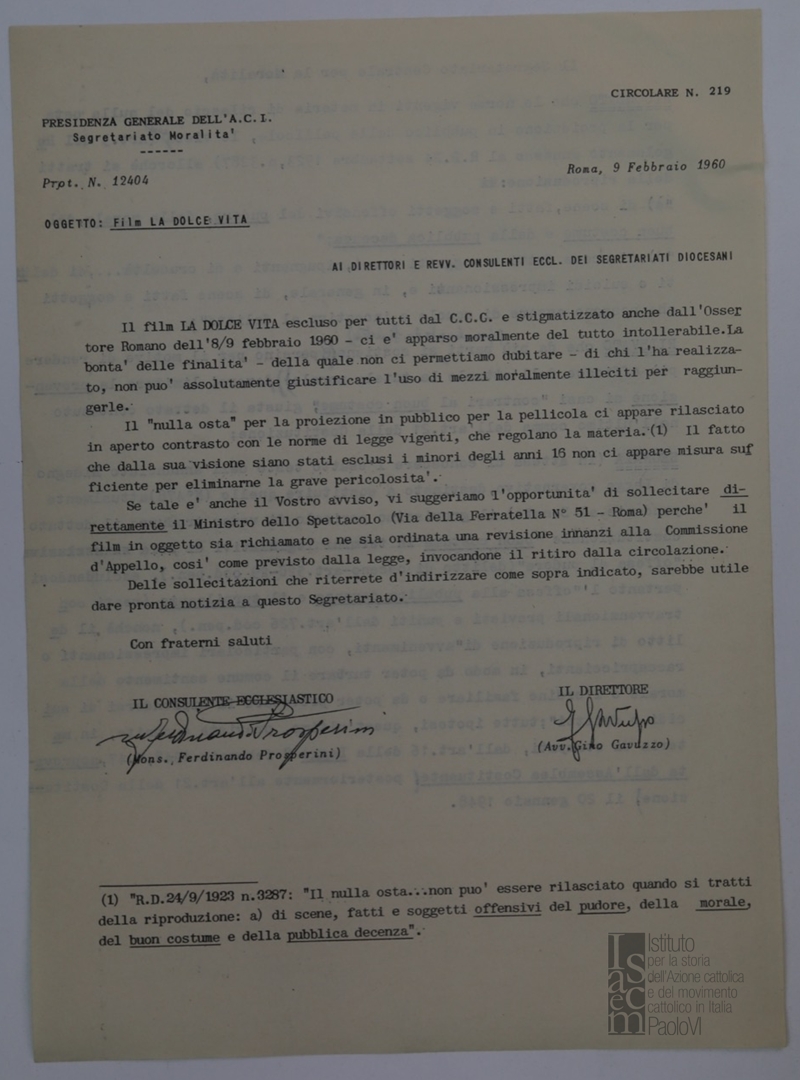 CIRCOLARE N. 219
PRESIDENZA GENERALE DELL'A.C.I.
Segretariato Moralita'
------
Prpt. N. 12404
Roma, 9 Febbraio 1960
OGGETTO: Film LA DOLCE VITA
AI DIRETTORI E REVV. CONSULENTI ECCL. DEI SEGRETARIATI DIOCESANI
Il film LA DOLCE VITA escluso per tutti dal C.C.C. e stigmatizzato anche dall'Osser
tore Romano dell'8/9 febbraio 1960 - ci e' apparso moralmente del tutto intollerabile.La
bonta' delle finalita' - della quale non ci permettiamo dubitare - di chi l'ha realizza-
to, non puo' assolutamente giustificare l'uso di mezzi moralmente illeciti per raggiun-
gerle.
Il "nulla osta" per la proiezione in pubblico per la pellicola ci appare rilasciato
in aperto contrasto con le norme di legge vigenti, che regolano la materia.(1) Il fatto
che dalla sua visione siano stati esclusi i minori degli anni 16 non ci appare misura suf
ficiente per eliminarne la grave pericolosita'.
Se tale e' anche il Vostro avviso, vi suggeriamo l'opportunita' di sollecitare di-
rettamente il Ministro dello Spettacolo (Via della Ferratella N° 51 - Roma) perche' il
film in oggetto sia richiamato e ne sia ordinata una revisione innanzi alla Commissione
d'Appello, cosi' come previsto dalla legge, invocandone il ritiro dalla circolazione.
Delle sollecitazioni che riterrete d'indirizzare come sopra indicato, sarebbe utile
dare pronta notizia a questo Segretariato.
Con fraterni saluti
IL CONSULENTE ECCLESIASTICO
IL DIRETTORE
(Mons. Ferdinando Prosperini)
(Avv. Gino Gavuzzo)
(1) "R.D.24/9/1923 n.3287: "Il nulla osta...non puo' essere rilasciato quando si tratti
della riproduzione: a) di scene, fatti e soggetti offensivi del pudore, della morale,
del buon costume e della pubblica decenza".
Isacem
Istituto
per la storia
dell'Azione cattolica
e del movimento
cattolico in Italia
PaoloVI